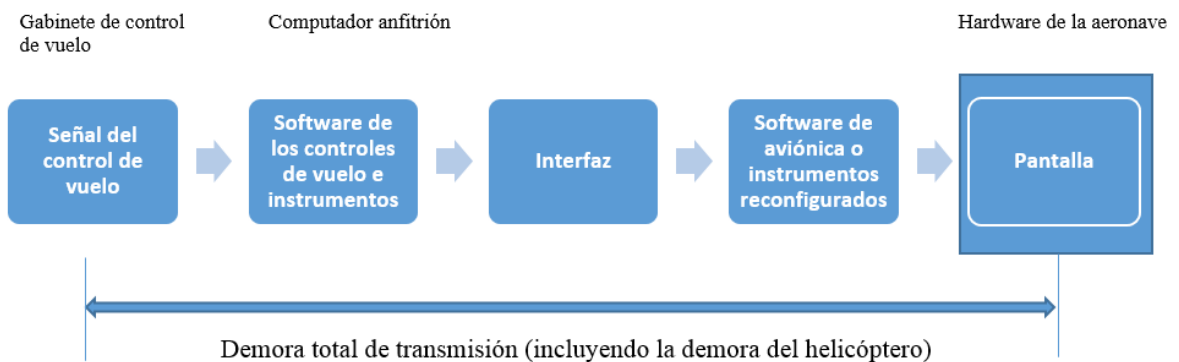 Gabinete de control
de vuelo
Computador anfitrión
Hardware de la aeronave
Señal del
control de
vuelo
Software de
los controles
de vuelo e
instrumentos
Interfaz
Software de
aviónica o
instrumentos
reconfigurados
Pantalla
Demora total de transmisión (incluyendo la demora del helicóptero)